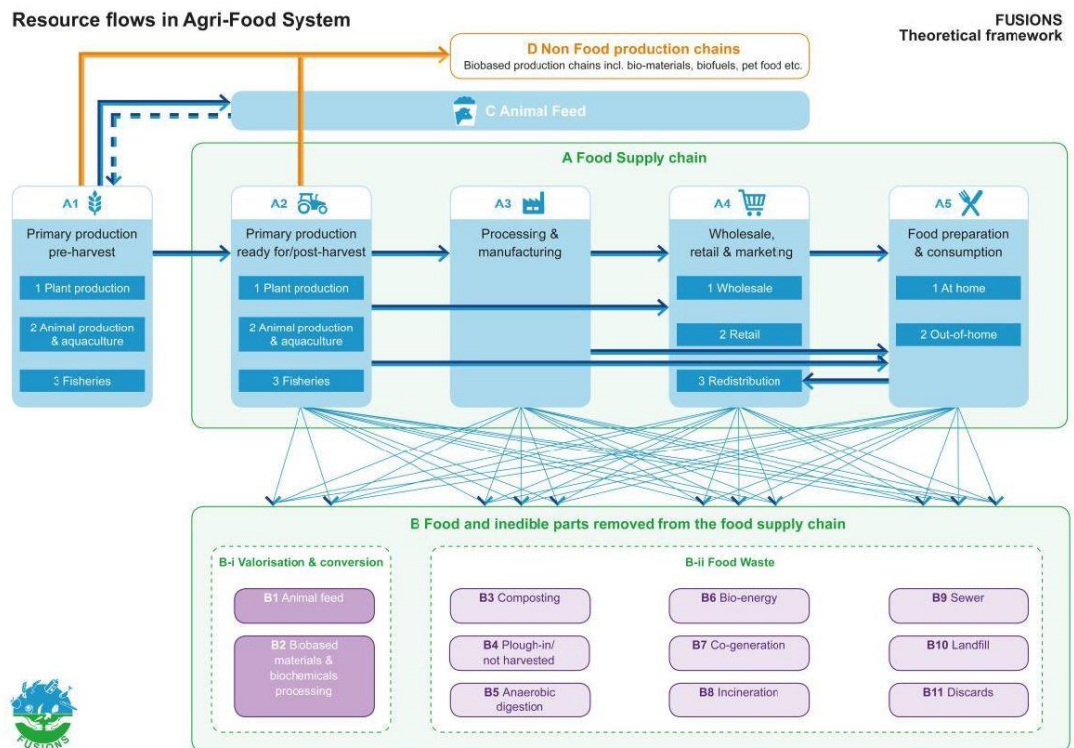 Resource flows in Agri-Food System
FUSIONS
Theoretical framework
D Non Food production chains
Biobased production chains incl. bio-materials, biofuels, pet food etc.
C Animal Feed
A Food Supply chain
A1
Primary production
pre-harvest
1 Plant production
2 Animal production
& aquaculture
3 Fisheries
A2
Primary production
ready for/post-harvest
1 Plant production
2 Animal production
& aquaculture
3 Fisheries
A3
Processing &
manufacturing
A4
Wholesale,
retail & marketing
1 Wholesale
2 Retail
3 Redistribution
A5
Food preparation
& consumption
1 At home
2 Out-of-home
B Food and inedible parts removed from the food supply chain
B-i Valorisation & conversion
B1 Animal feed
B2 Biobased
materials &
biochemicals
processing
B-ii Food Waste
B3 Composting
B4 Plough-in/
not harvested
B5 Anaerobic
digestion
B6 Bio-energy
B7 Co-generation
B8 Incineration
B9 Sewer
B10 Landfill
B11 Discards
FUSIONS